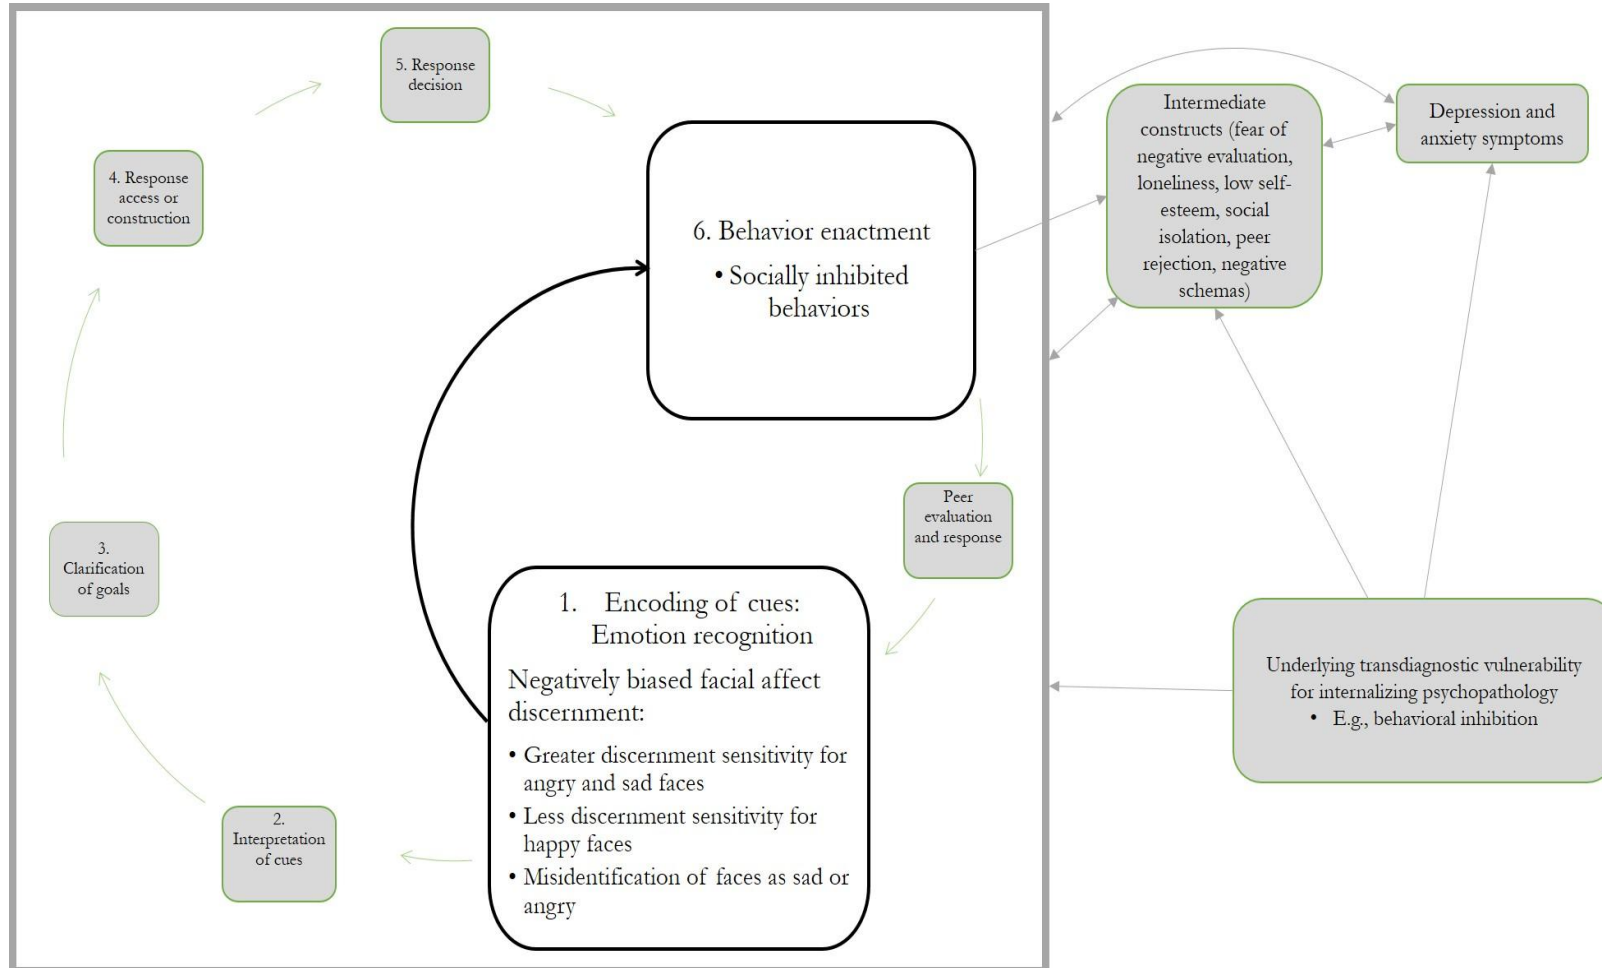 5. Response
decision
4. Response
access or
construction
3.
Clarification
of goals
2.
Interpretation
of cues
6. Behavior enactment
• Socially inhibited
behaviors
Peer
evaluation
and response
1. Encoding of cues:
Emotion recognition
Negatively biased facial affect
discernment:
• Greater discernment sensitivity for
angry and sad faces
• Less discernment sensitivity for
happy faces
• Misidentification of faces as sad or
angry
Intermediate
constructs (fear of
negative evaluation,
loneliness, low self-
esteem, social
isolation, peer
rejection, negative
schemas)
Depression and
anxiety symptoms
Underlying transdiagnostic vulnerability
for internalizing psychopathology
• E.g., behavioral inhibition